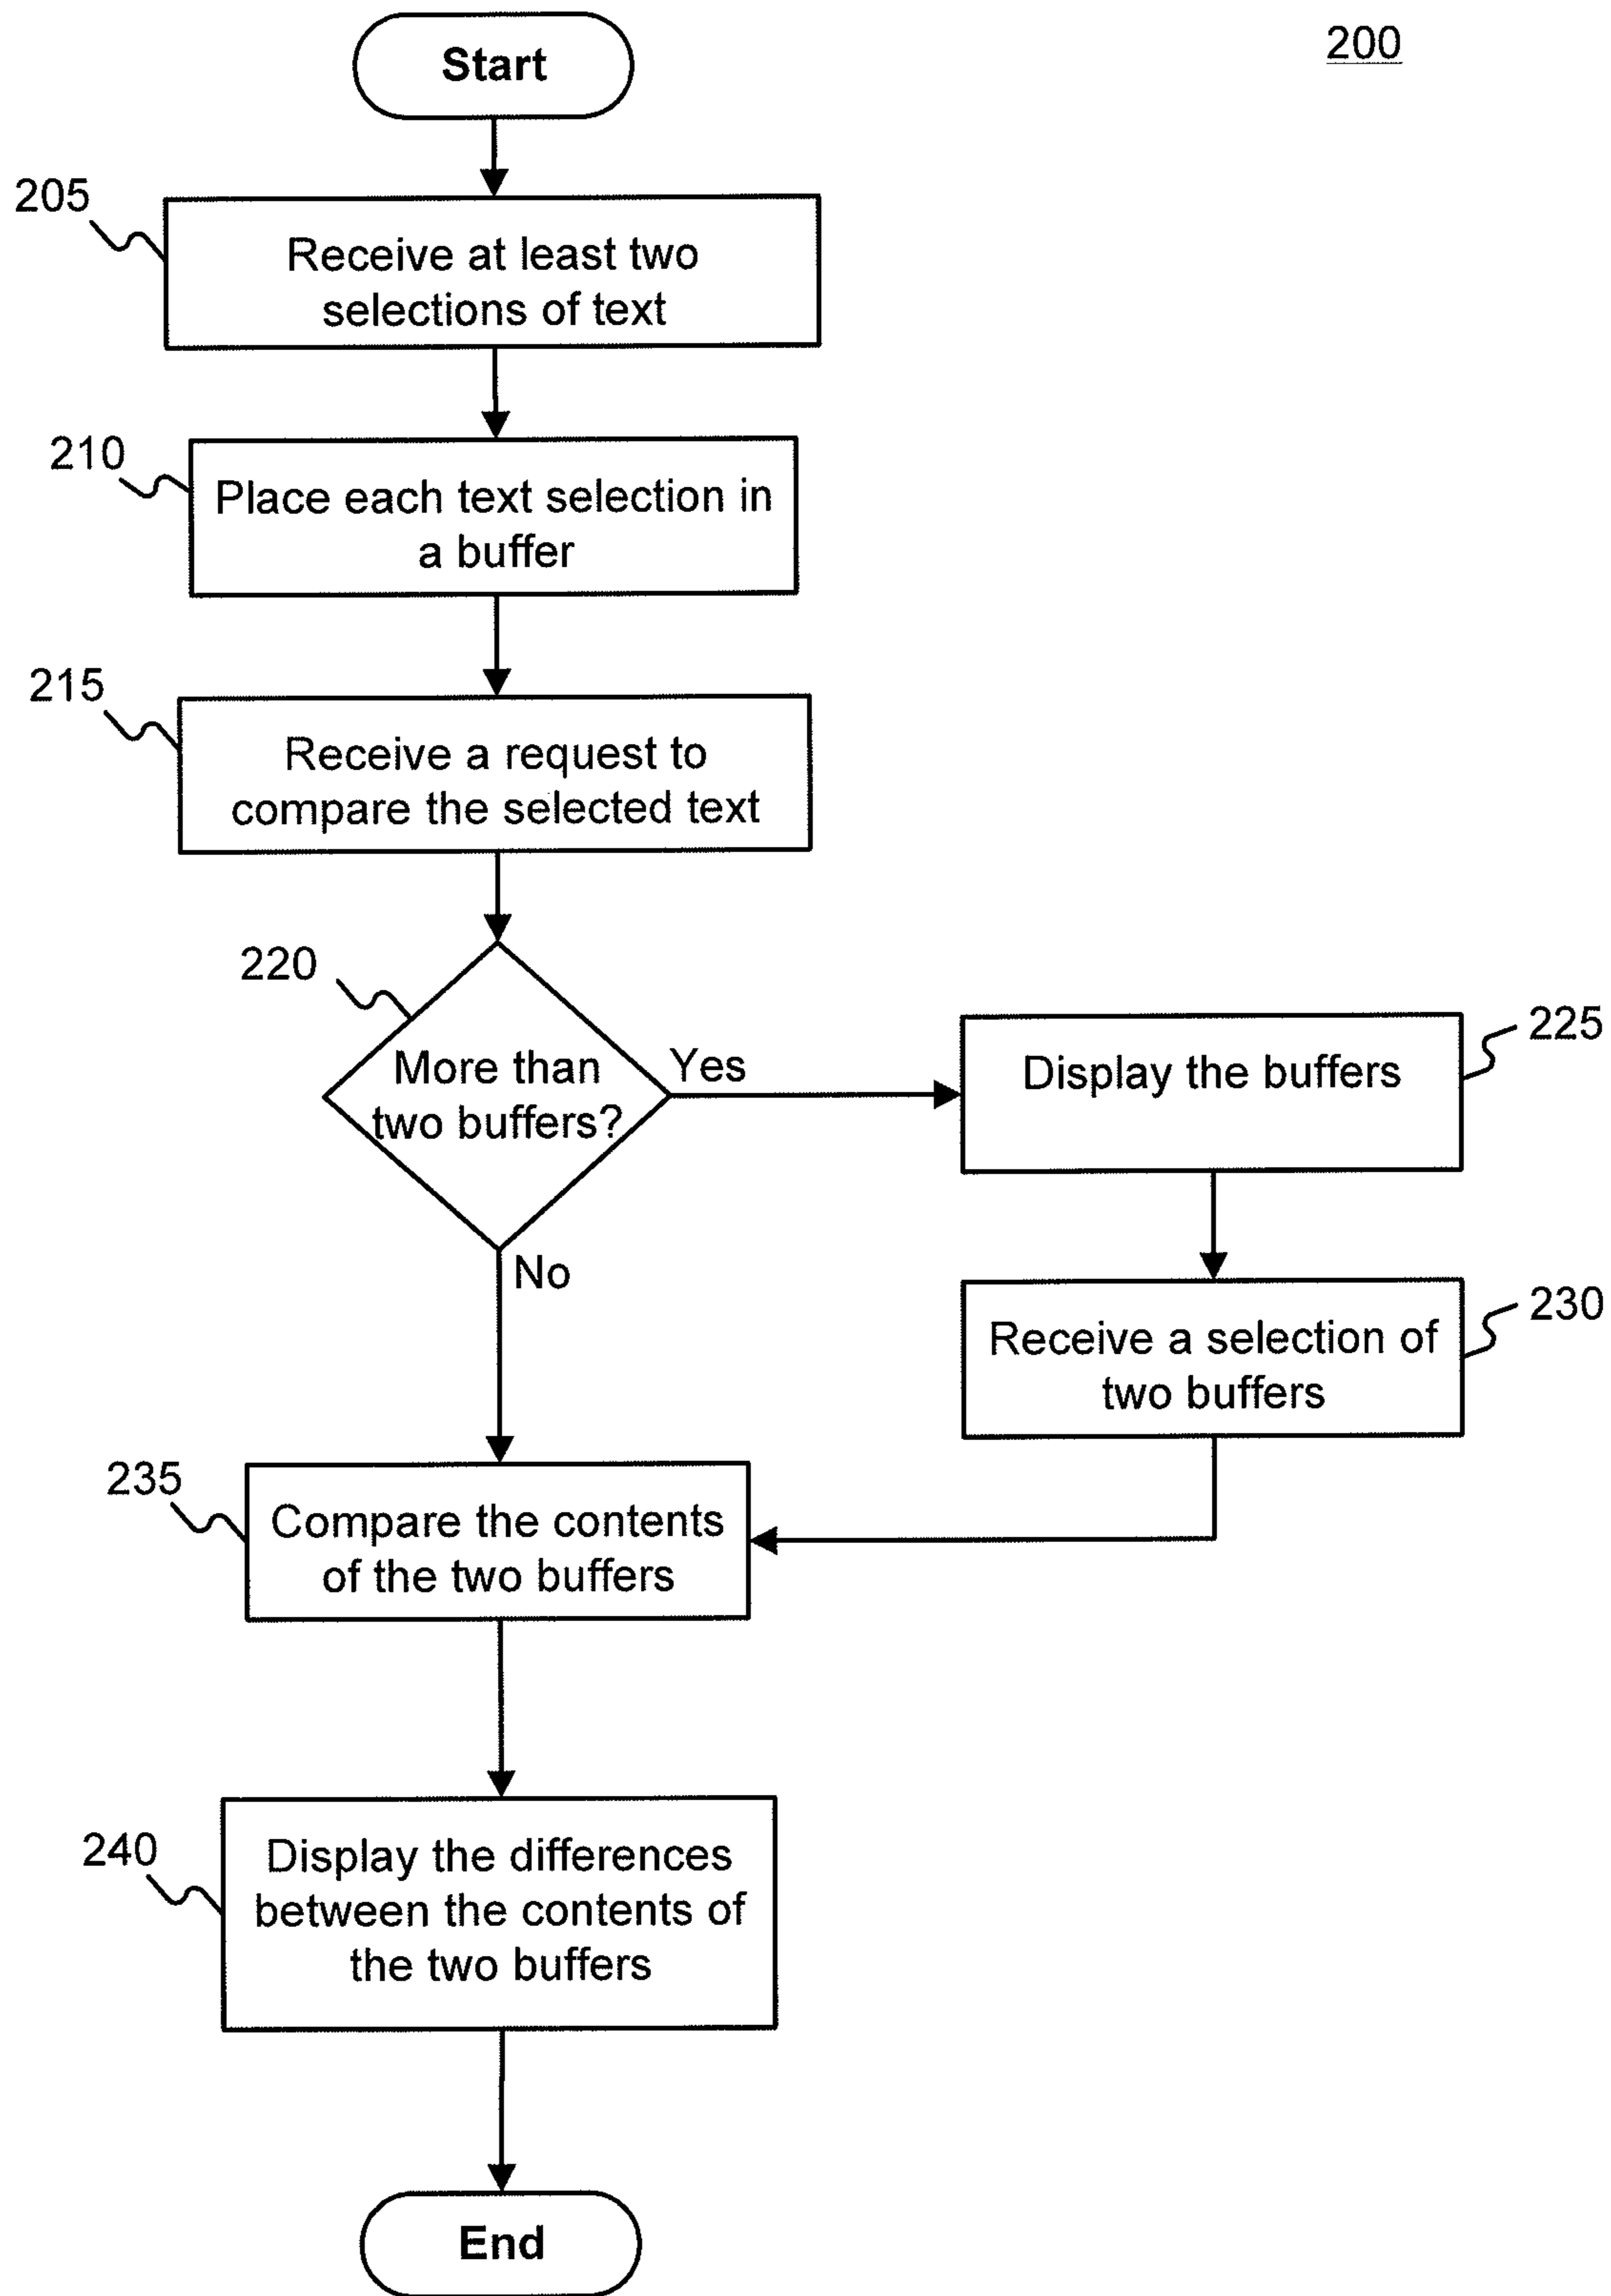 200
Start
205
Receive at least two
selections of text
210
Place each text selection in
a buffer
215
Receive a request to
compare the selected text
220
More than
two buffers?
Yes
225
Display the buffers
No
230
Receive a selection of
two buffers
235
Compare the contents
of the two buffers
240
Display the differences
between the contents of
the two buffers
End